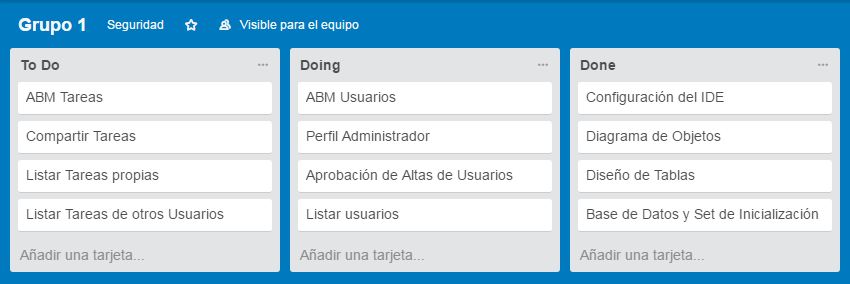 Grupo 1 Seguridad Visible para el equipo
To Do
ABM Tareas
Compartir Tareas
Listar Tareas propias
Listar Tareas de otros Usuarios
Añadir una tarjeta...
Doing
ABM Usuarios
Perfil Administrador
Aprobación de Altas de Usuarios
Listar usuarios
Añadir una tarjeta...
Done
Configuración del IDE
Diagrama de Objetos
Diseño de Tablas
Base de Datos y Set de Inicialización
Añadir una tarjeta...